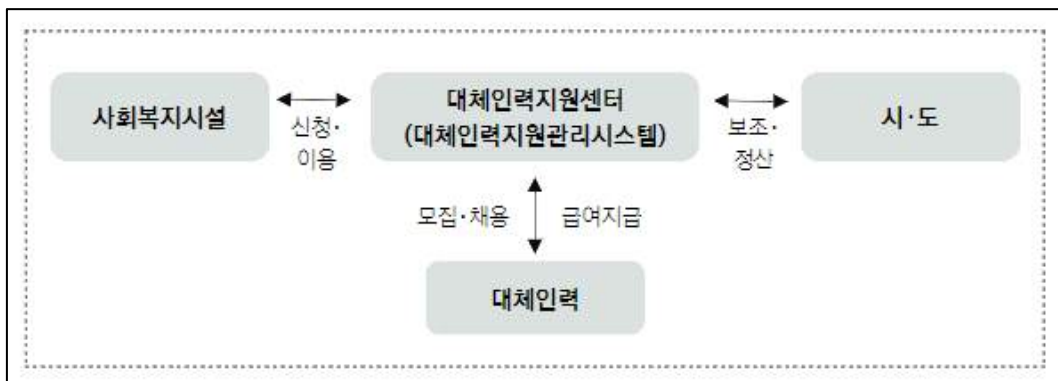 사회복지시설
신청·
이용
대체인력지원센터
(대체인력지원관리시스템)
보조·
정산
시·도
모집·채용
급여지급
대체인력